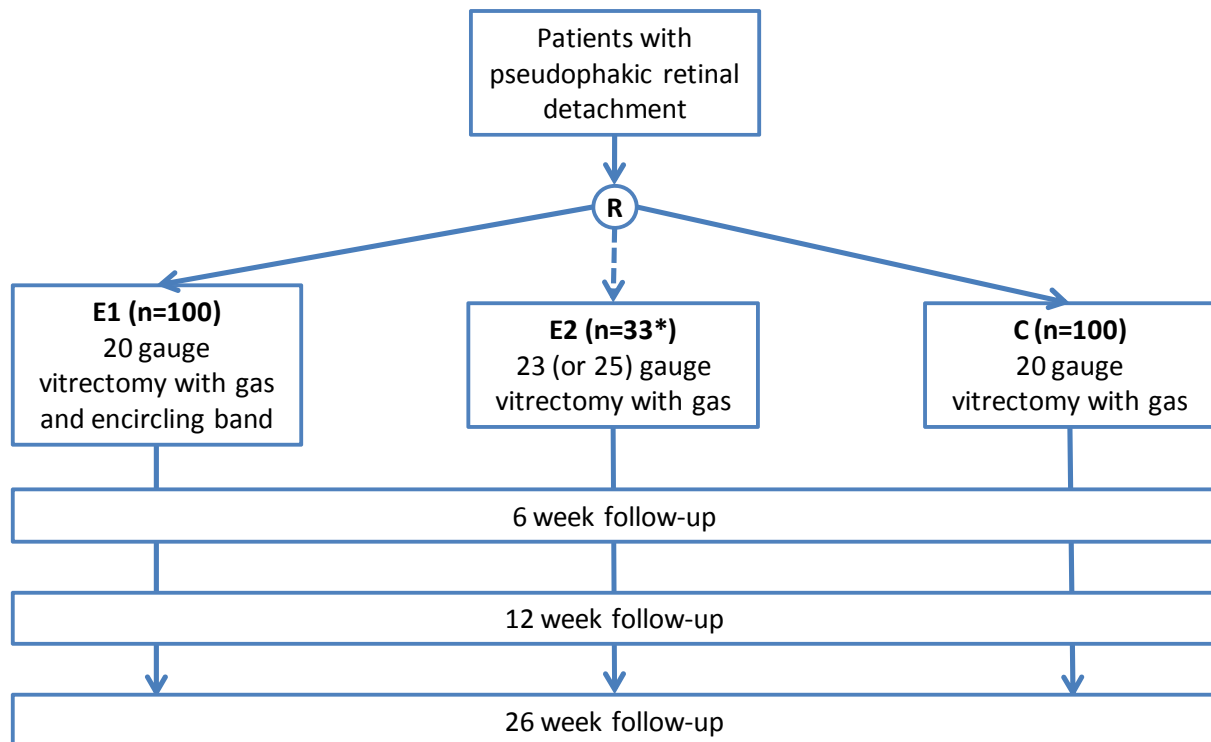 Patients with
pseudophakic retinal
detachment
R
E1 (n=100)
20 gauge
vitrectomy with gas
and encircling band
E2 (n=33*)
23 (or 25) gauge
vitrectomy with gas
C (n=100)
20 gauge
vitrectomy with gas
6 week follow-up
12 week follow-up
26 week follow-up